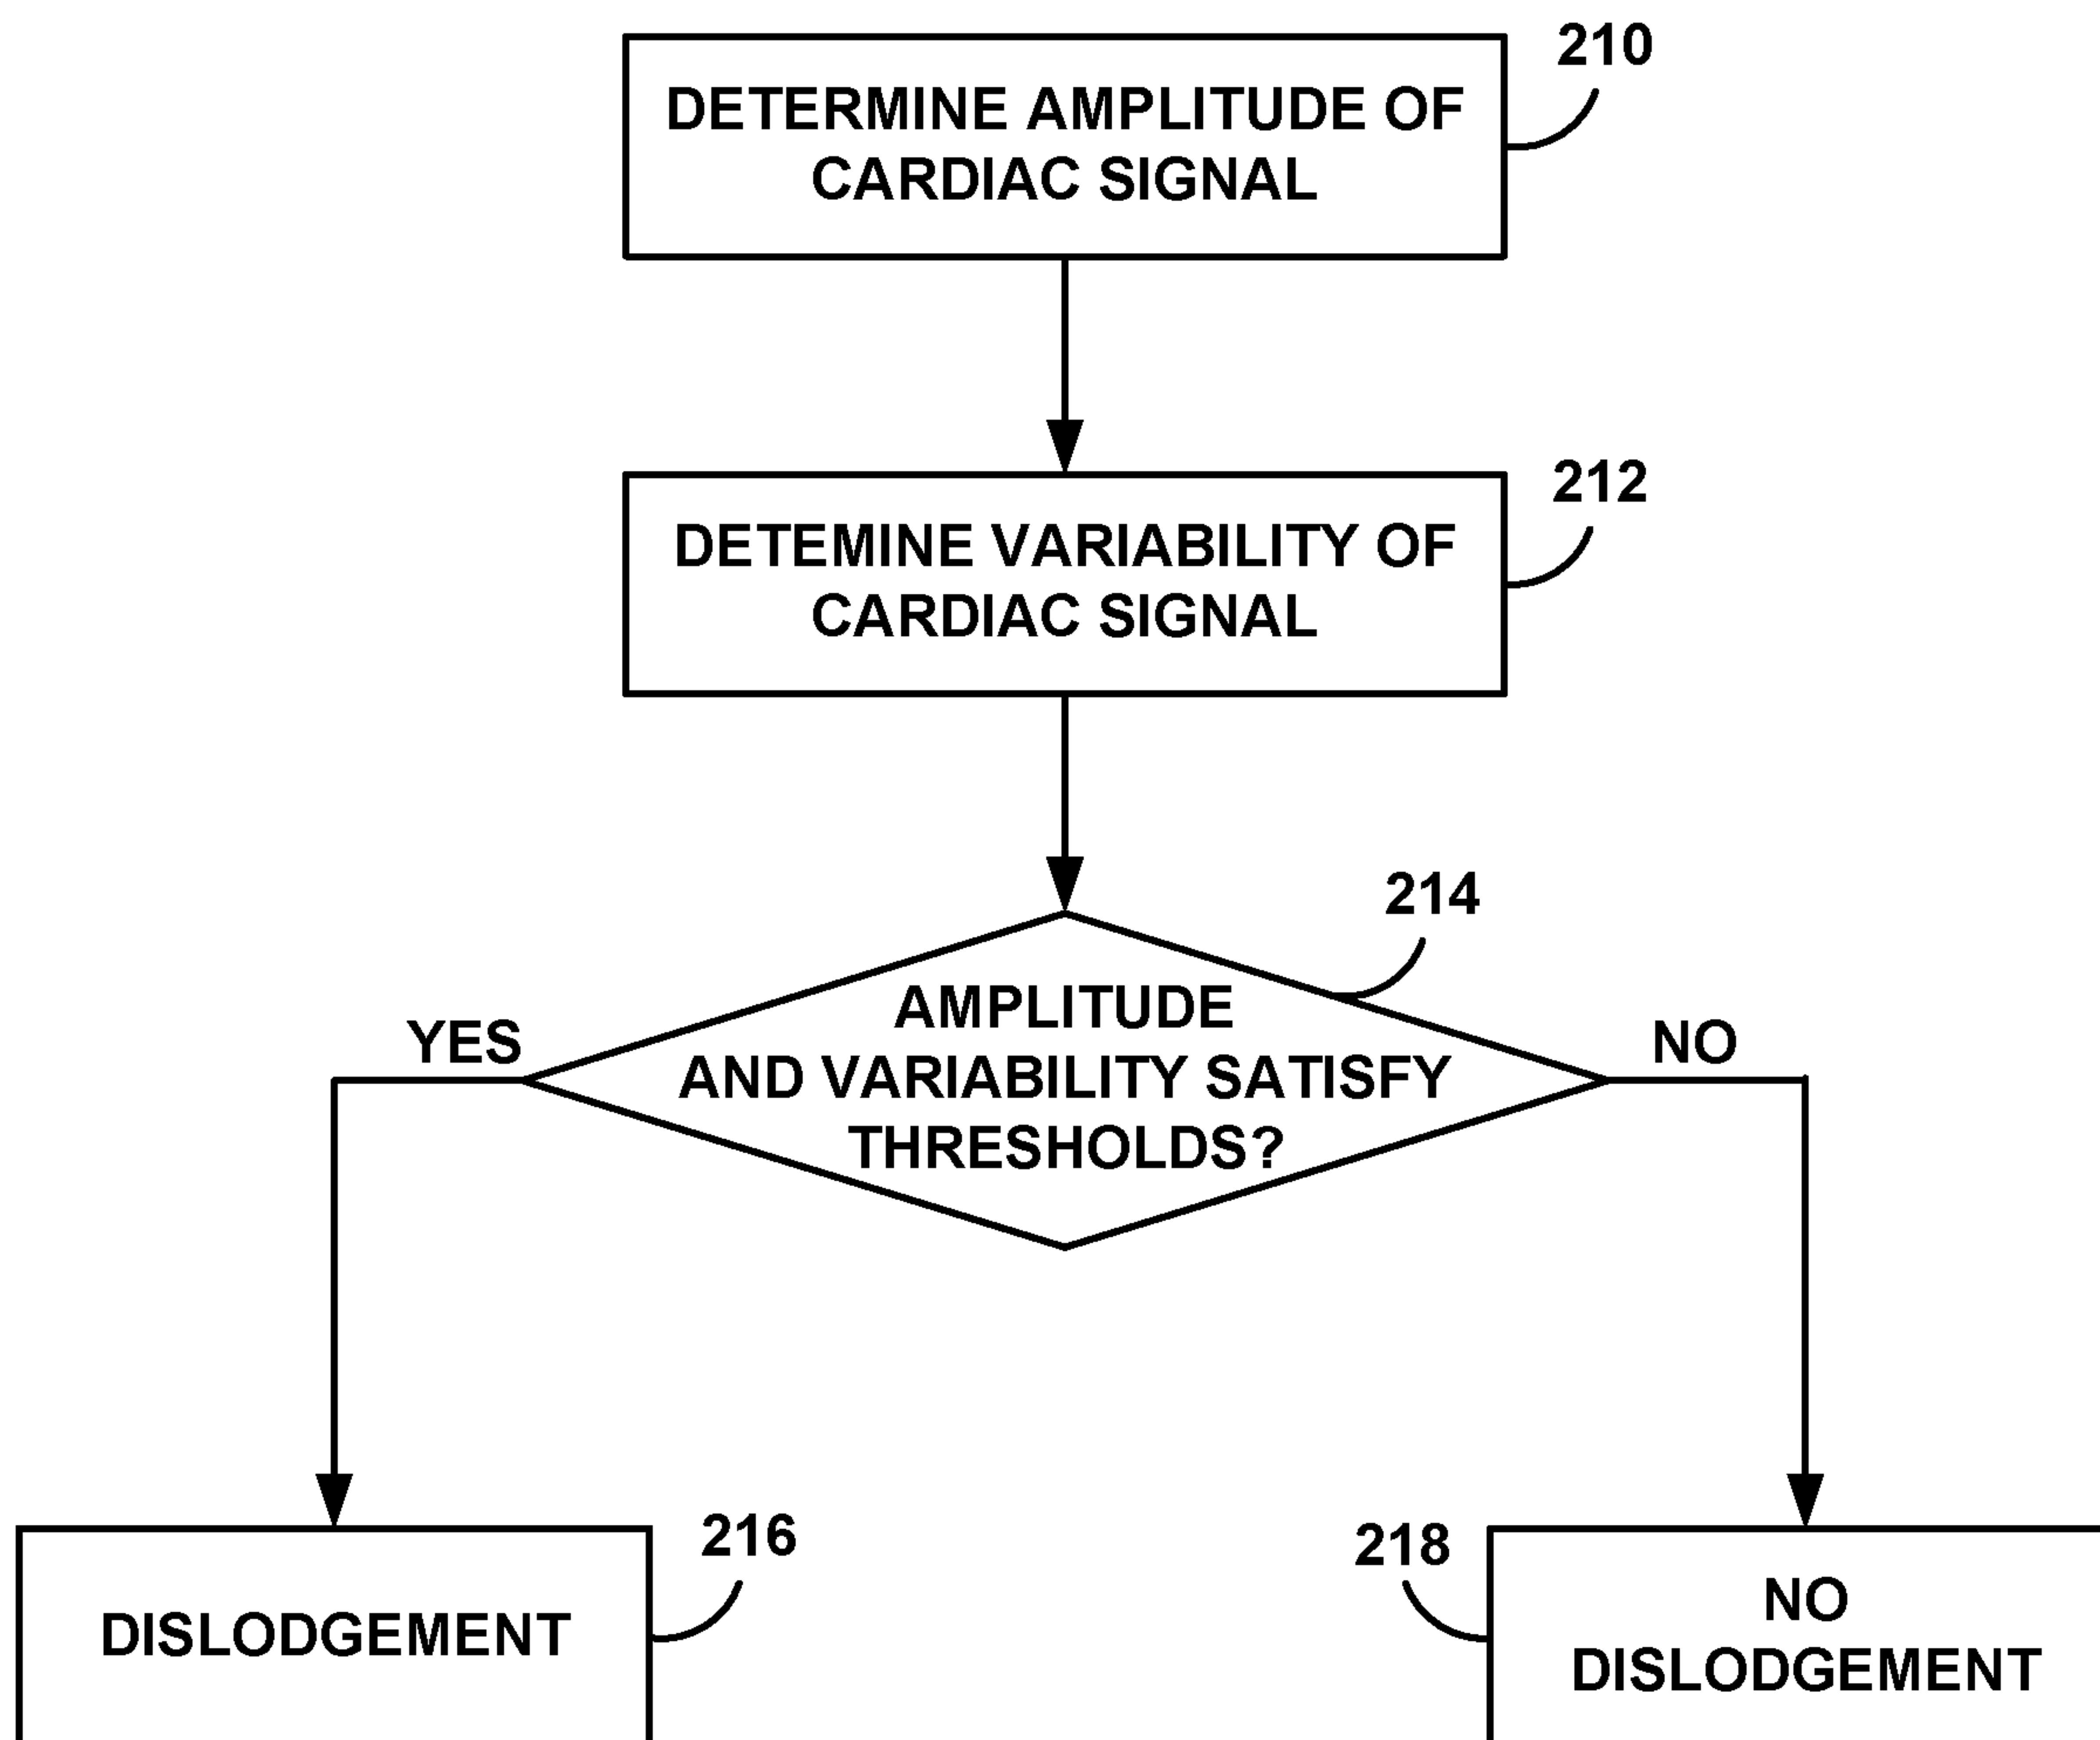 210
DETERMINE AMPLITUDE OF
CARDIAC SIGNAL
212
DETEMINE VARIABILITY OF
CARDIAC SIGNAL
214
AMPLITUDE
AND VARIABILITY SATISFY
THRESHOLDS?
YES
NO
216
DISLODGEMENT
218
NO
DISLODGEMENT